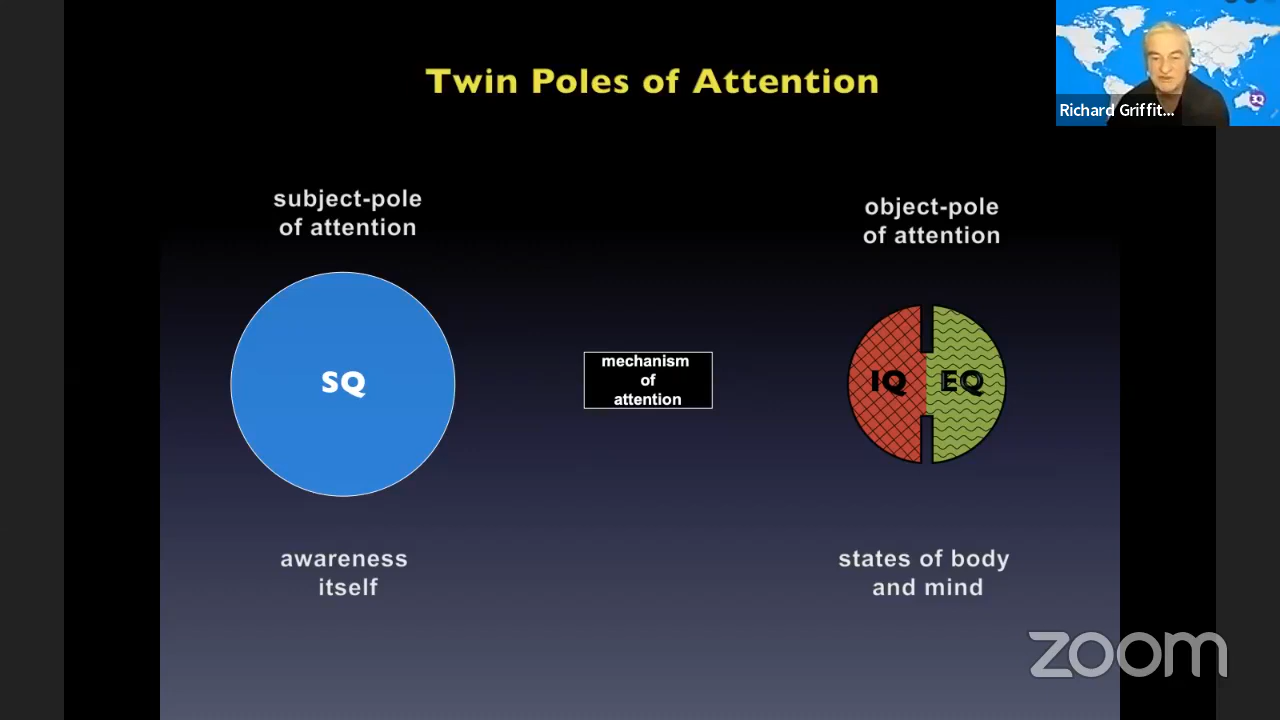 Twin Poles of Attention
Richard Griffit...
3Q
subject-pole
of attention
object-pole
of attention
SQ
mechanism
of
attention
IQ
EQ
awareness
itself
states of body
and mind
zoom